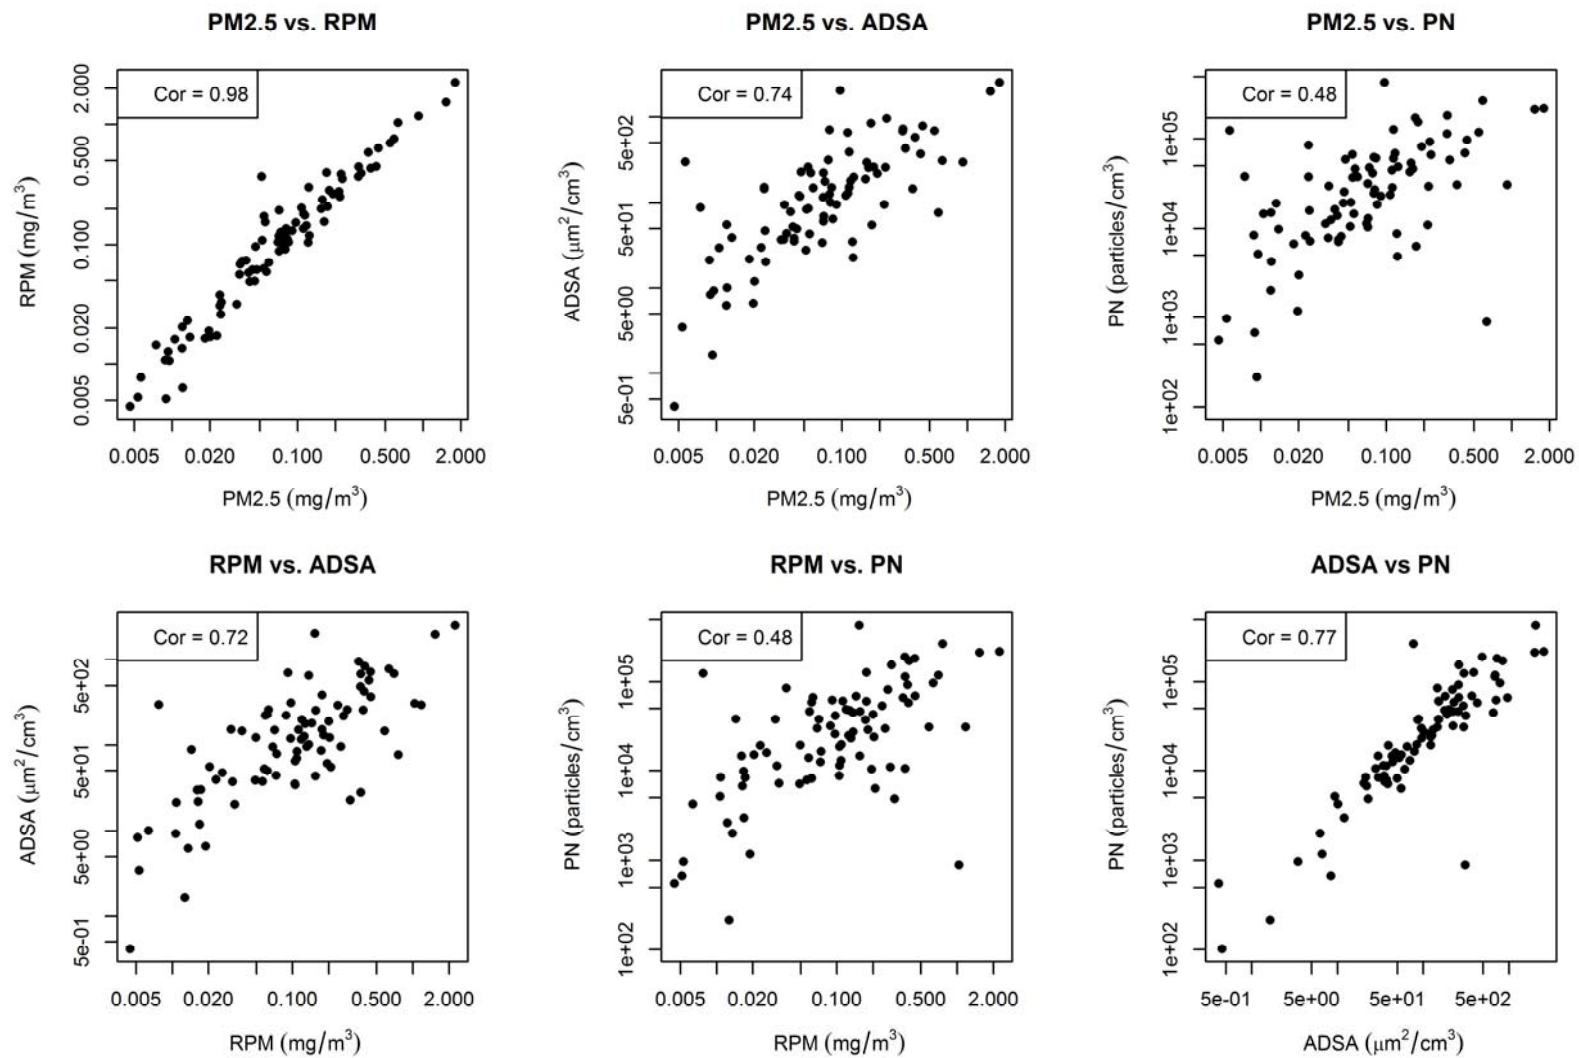 PM2.5 vs. RPM
Cor = 0.98
RPM (mg/m³)
2.000
0.500
0.100
0.020
0.005
0.005 0.020 0.100 0.500 2.000
PM2.5 (mg/m³)
PM2.5 vs. ADSA
Cor = 0.74
ADSA (μm²/cm³)
5e+02
5e+01
5e+00
5e-01
0.005 0.020 0.100 0.500 2.000
PM2.5 (mg/m³)
PM2.5 vs. PN
Cor = 0.48
PN (particles/cm³)
1e+05
1e+04
1e+03
1e+02
0.005 0.020 0.100 0.500 2.000
PM2.5 (mg/m³)
RPM vs. ADSA
Cor = 0.72
ADSA (μm²/cm³)
5e+02
5e+01
5e+00
5e-01
0.005 0.020 0.100 0.500 2.000
RPM (mg/m³)
RPM vs. PN
Cor = 0.48
PN (particles/cm³)
1e+05
1e+04
1e+03
1e+02
0.005 0.020 0.100 0.500 2.000
RPM (mg/m³)
ADSA vs PN
Cor = 0.77
PN (particles/cm³)
1e+05
1e+04
1e+03
1e+02
5e-01 5e+00 5e+01 5e+02
ADSA (μm²/cm³)